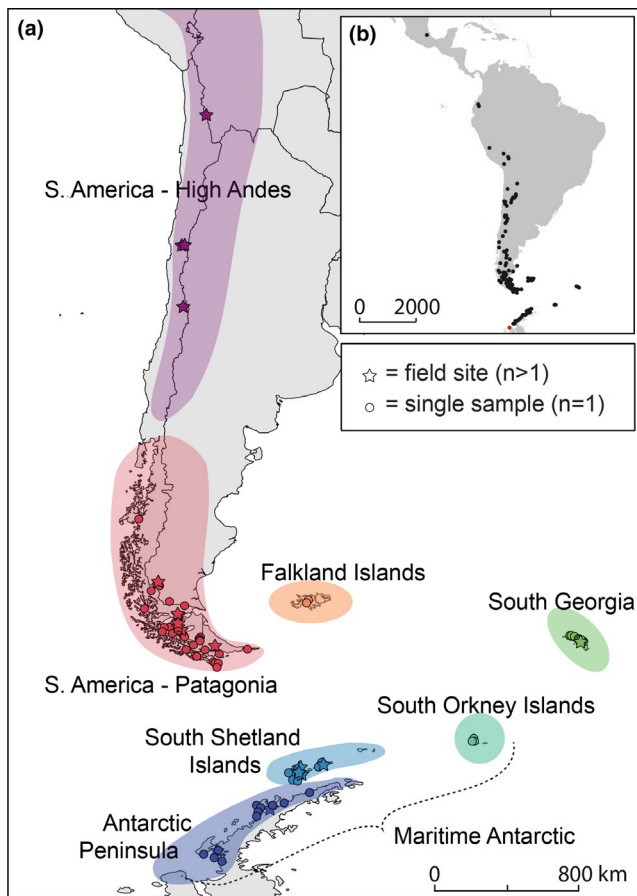 (a)
(b)
S. America - High Andes
0 2000
☆ = field site (n>1)
○ = single sample (n=1)
Falkland Islands
South Georgia
S. America - Patagonia
South Orkney Islands
South Shetland
Islands
Antarctic
Peninsula
Maritime Antarctic
0 800 km